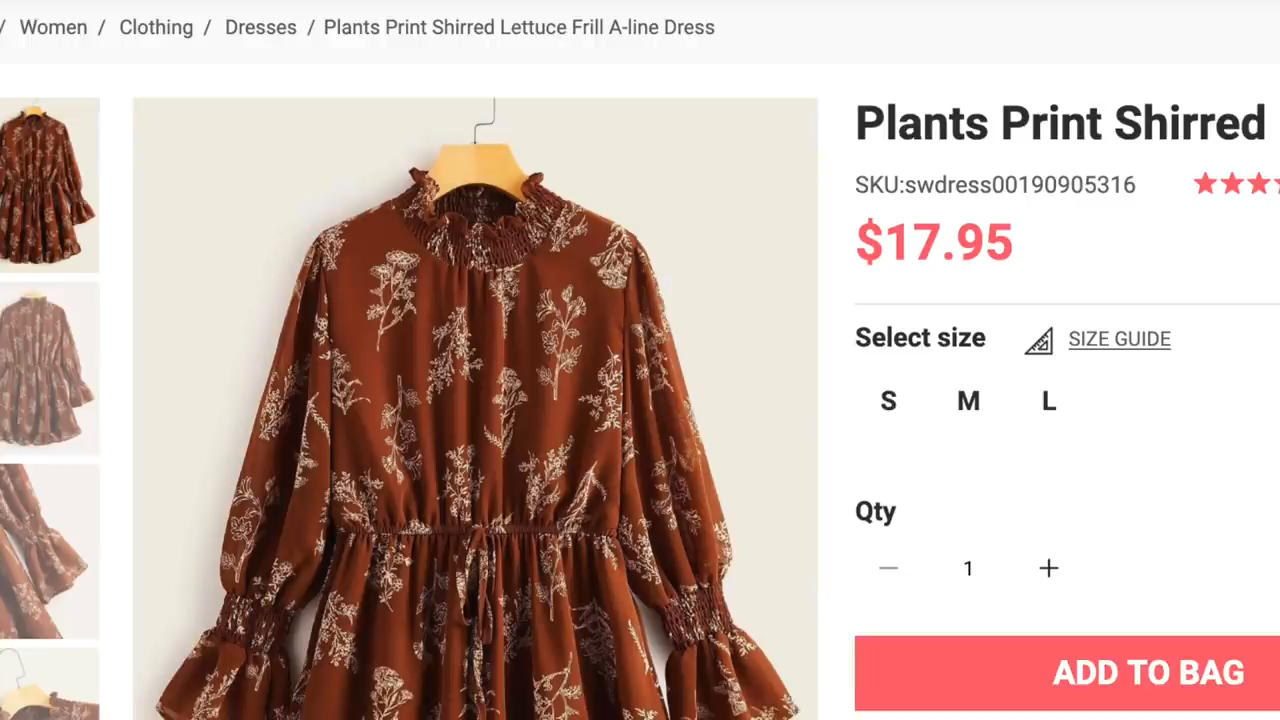 / Women / Clothing / Dresses / Plants Print Shirred Lettuce Frill A-line Dress
Plants Print Shirred
SKU:swdress00190905316
$17.95
Select size SIZE GUIDE
S M L
Qty
1
ADD TO BAG